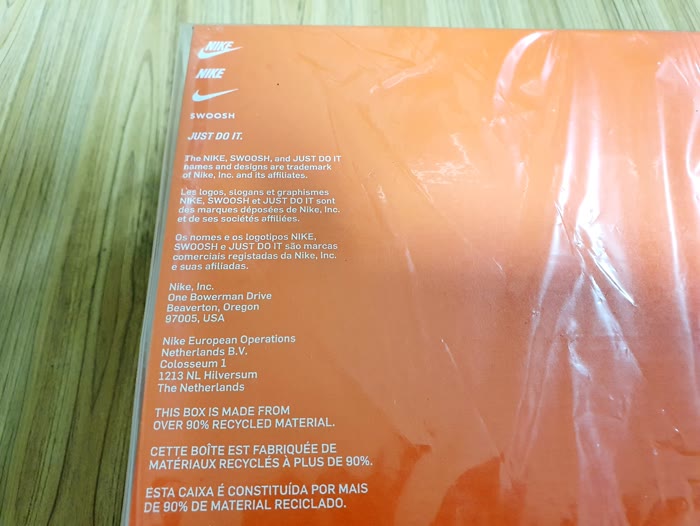 NIKE
NIKE
SWOOSH
JUST DO IT.
The NIKE, SWOOSH, and JUST DO IT
names and designs are trademark
of Nike, Inc. and its affiliates.
Les logos, slogans et graphismes
NIKE, SWOOSH et JUST DO IT sont
des marques déposées de Nike, Inc.
et de ses sociétés affiliées.
Os nomes e os logotipos NIKE,
SWOOSH e JUST DO IT são marcas
comerciais registadas da Nike, Inc.
e suas afiliadas.
Nike, Inc.
One Bowerman Drive
Beaverton, Oregon
97005, USA
Nike European Operations
Netherlands B.V.
Colosseum 1
1213 NL Hilversum
The Netherlands
THIS BOX IS MADE FROM
OVER 90% RECYCLED MATERIAL.
CETTE BOÎTE EST FABRIQUÉE DE
MATÉRIAUX RECYCLÉS À PLUS DE 90%.
ESTA CAIXA É CONSTITUÍDA POR MAIS
DE 90% DE MATERIAL RECICLADO.